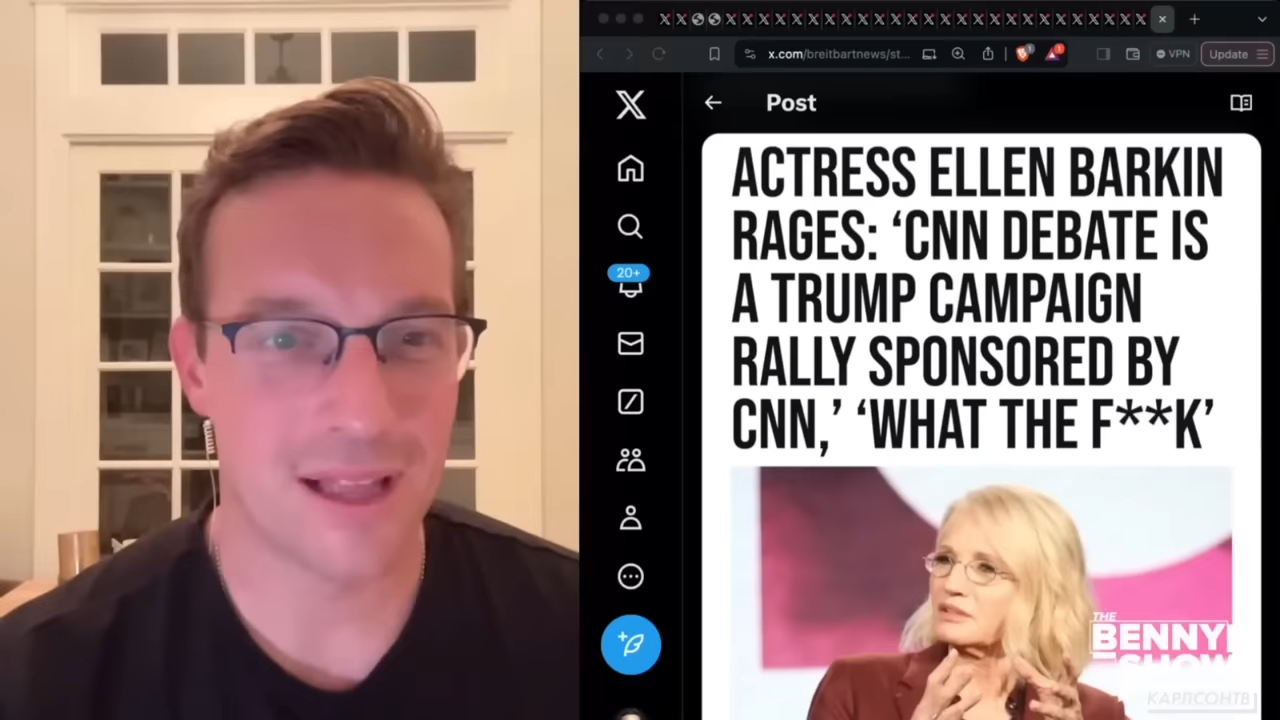 x.com/breitbartnews/st...
VPN
Update
Post
20+
ACTRESS ELLEN BARKIN
RAGES: ‘CNN DEBATE IS
A TRUMP CAMPAIGN
RALLY SPONSORED BY
CNN,’ ‘WHAT THE F**K’
THE
BENNY
SHOW
КАРЛСОНТВ